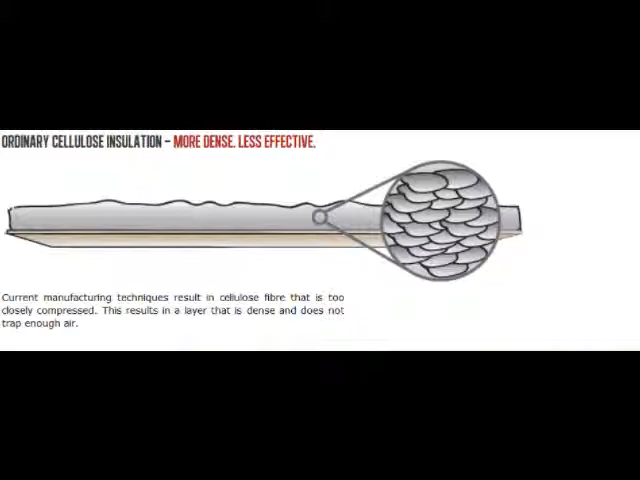 ORDINARY CELLULOSE INSULATION – MORE DENSE. LESS EFFECTIVE.
Current manufacturing techniques result in cellulose fibre that is too
closely compressed. This results in a layer that is dense and does not
trap enough air.